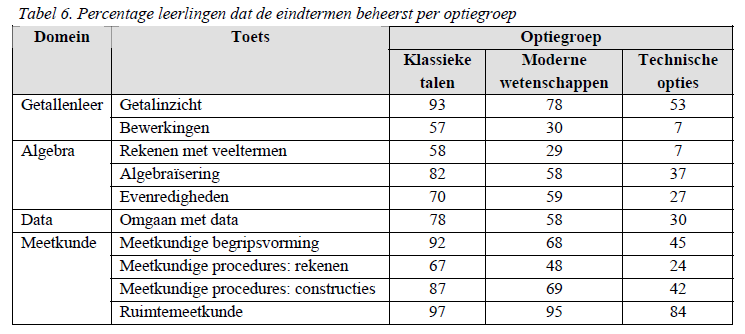 Tabel 6. Percentage leerlingen dat de eindtermen beheerst per optiegroep
Domein Toets Optiegroep
Klassieke talen Moderne wetenschappen Technische opties
Getallenleer Getalinzicht 93 78 53
Bewerkingen 57 30 7
Algebra Rekenen met veeltermen 58 29 7
Algebraïsering 82 58 37
Evenredigheden 70 59 27
Data Omgaan met data 78 58 30
Meetkunde Meetkundige begripsvorming 92 68 45
Meetkundige procedures: rekenen 67 48 24
Meetkundige procedures: constructies 87 69 42
Ruimtemeetkunde 97 95 84